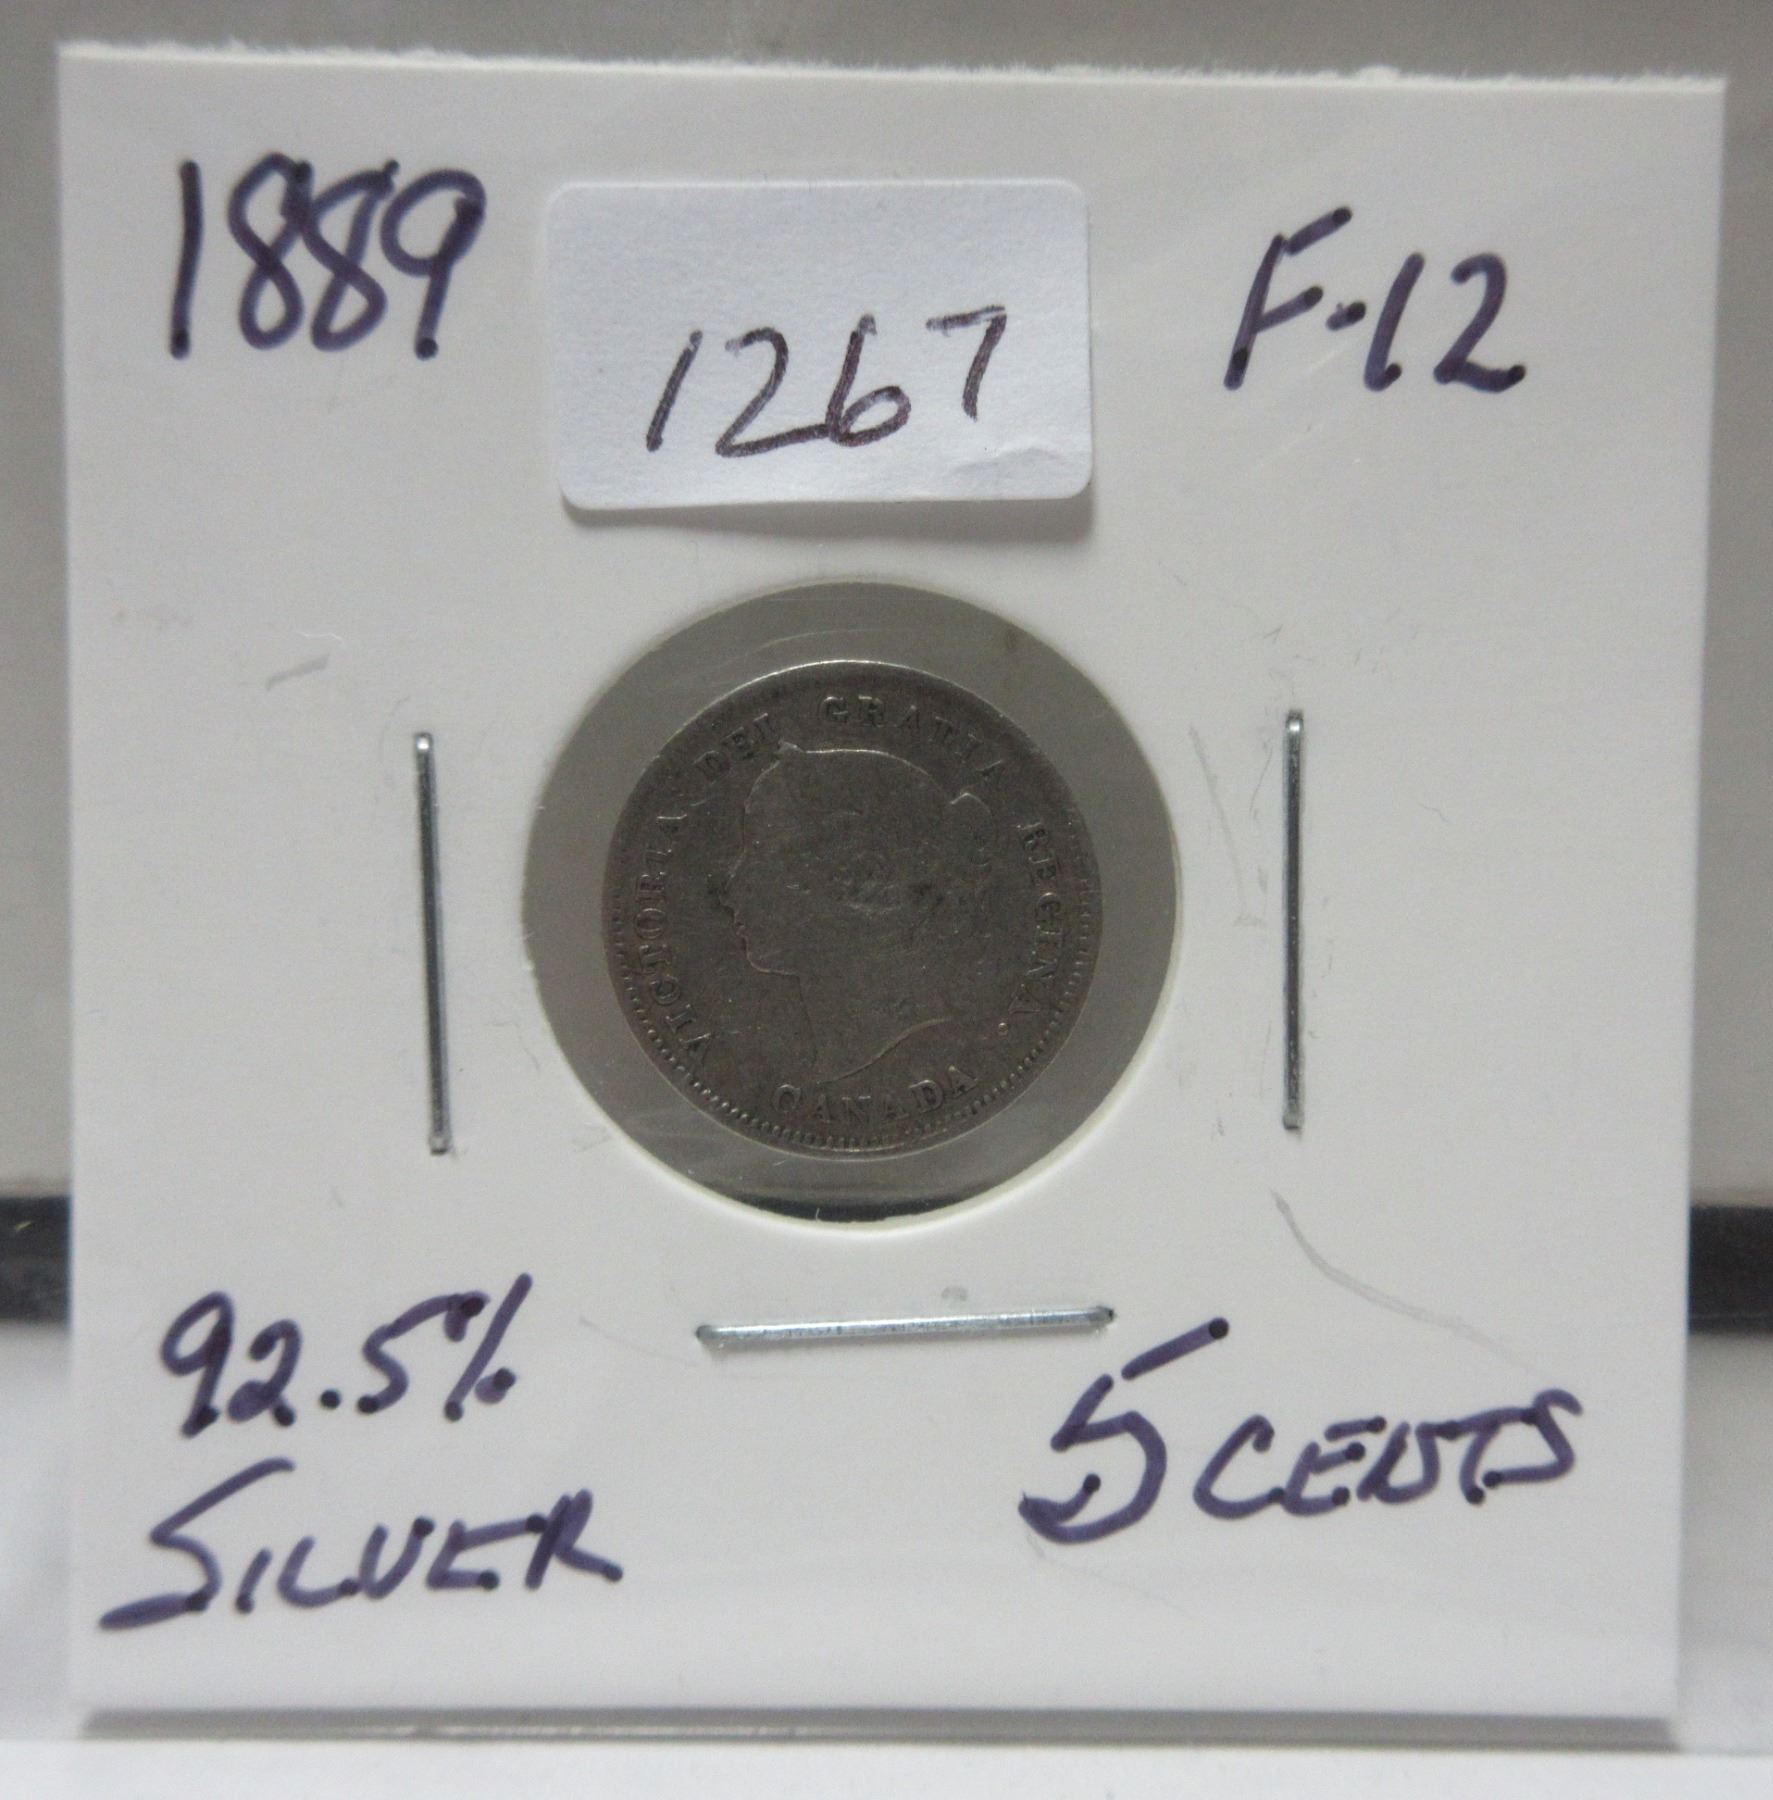 1889
1267
F-12
VICTORIA DEI GRATIA REGINA.
CANADA
92.5%
SILVER
5 CENTS